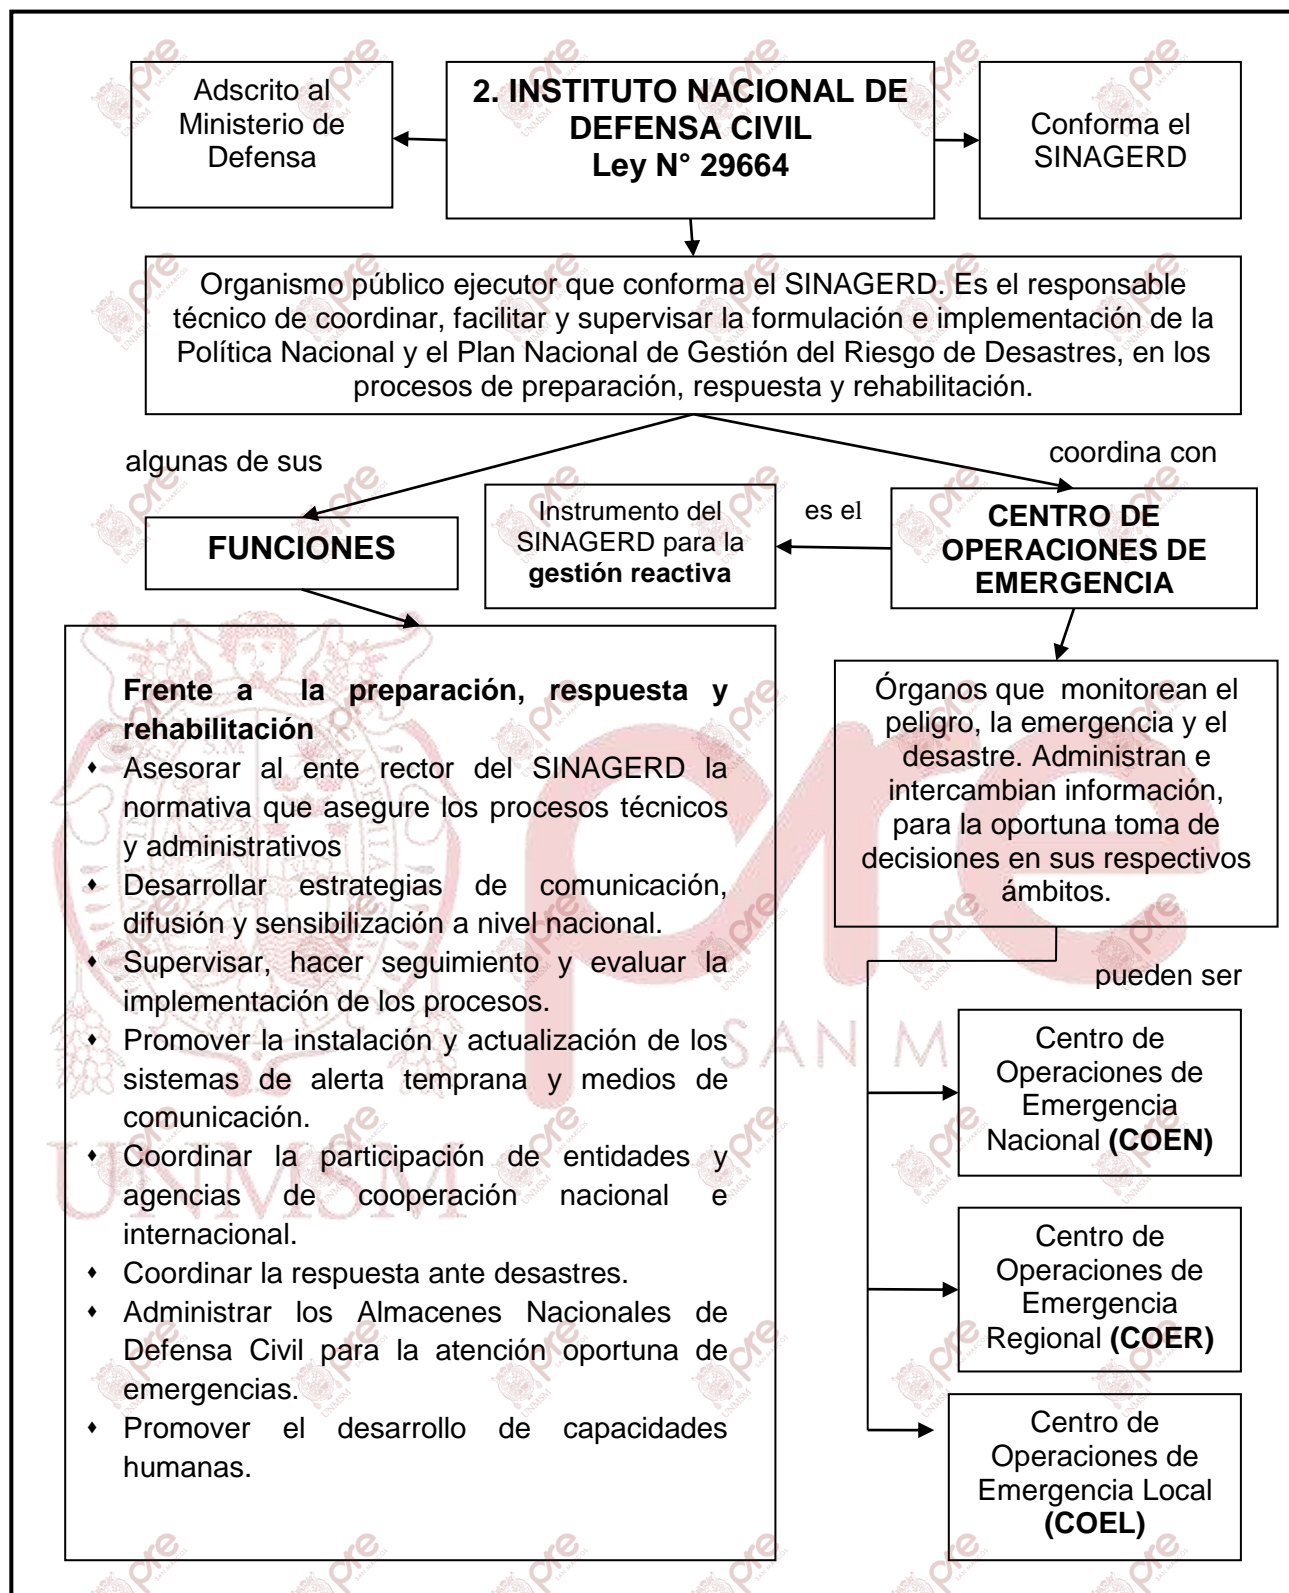 Adscrito al
Ministerio de
Defensa
2. INSTITUTO NACIONAL DE
DEFENSA CIVIL
Ley N° 29664
Conforma el
SINAGERD
Organismo público ejecutor que conforma el SINAGERD. Es el responsable
técnico de coordinar, facilitar y supervisar la formulación e implementación de la
Política Nacional y el Plan Nacional de Gestión del Riesgo de Desastres, en los
procesos de preparación, respuesta y rehabilitación.
algunas de sus
coordina con
FUNCIONES
Instrumento del
SINAGERD para la
gestión reactiva
es el
CENTRO DE
OPERACIONES DE
EMERGENCIA
Frente a la preparación, respuesta y
rehabilitación
• Asesorar al ente rector del SINAGERD la
normativa que asegure los procesos técnicos
y administrativos
• Desarrollar estrategias de comunicación,
difusión y sensibilización a nivel nacional.
• Supervisar, hacer seguimiento y evaluar la
implementación de los procesos.
• Promover la instalación y actualización de los
sistemas de alerta temprana y medios de
comunicación.
• Coordinar la participación de entidades y
agencias de cooperación nacional e
internacional.
• Coordinar la respuesta ante desastres.
• Administrar los Almacenes Nacionales de
Defensa Civil para la atención oportuna de
emergencias.
• Promover el desarrollo de capacidades
humanas.
Órganos que monitorean el
peligro, la emergencia y el
desastre. Administran e
intercambian información,
para la oportuna toma de
decisiones en sus respectivos
ámbitos.
pueden ser
Centro de
Operaciones de
Emergencia
Nacional (COEN)
Centro de
Operaciones de
Emergencia
Regional (COER)
Centro de
Operaciones de
Emergencia Local
(COEL)
UNMSM
pre
SAN M